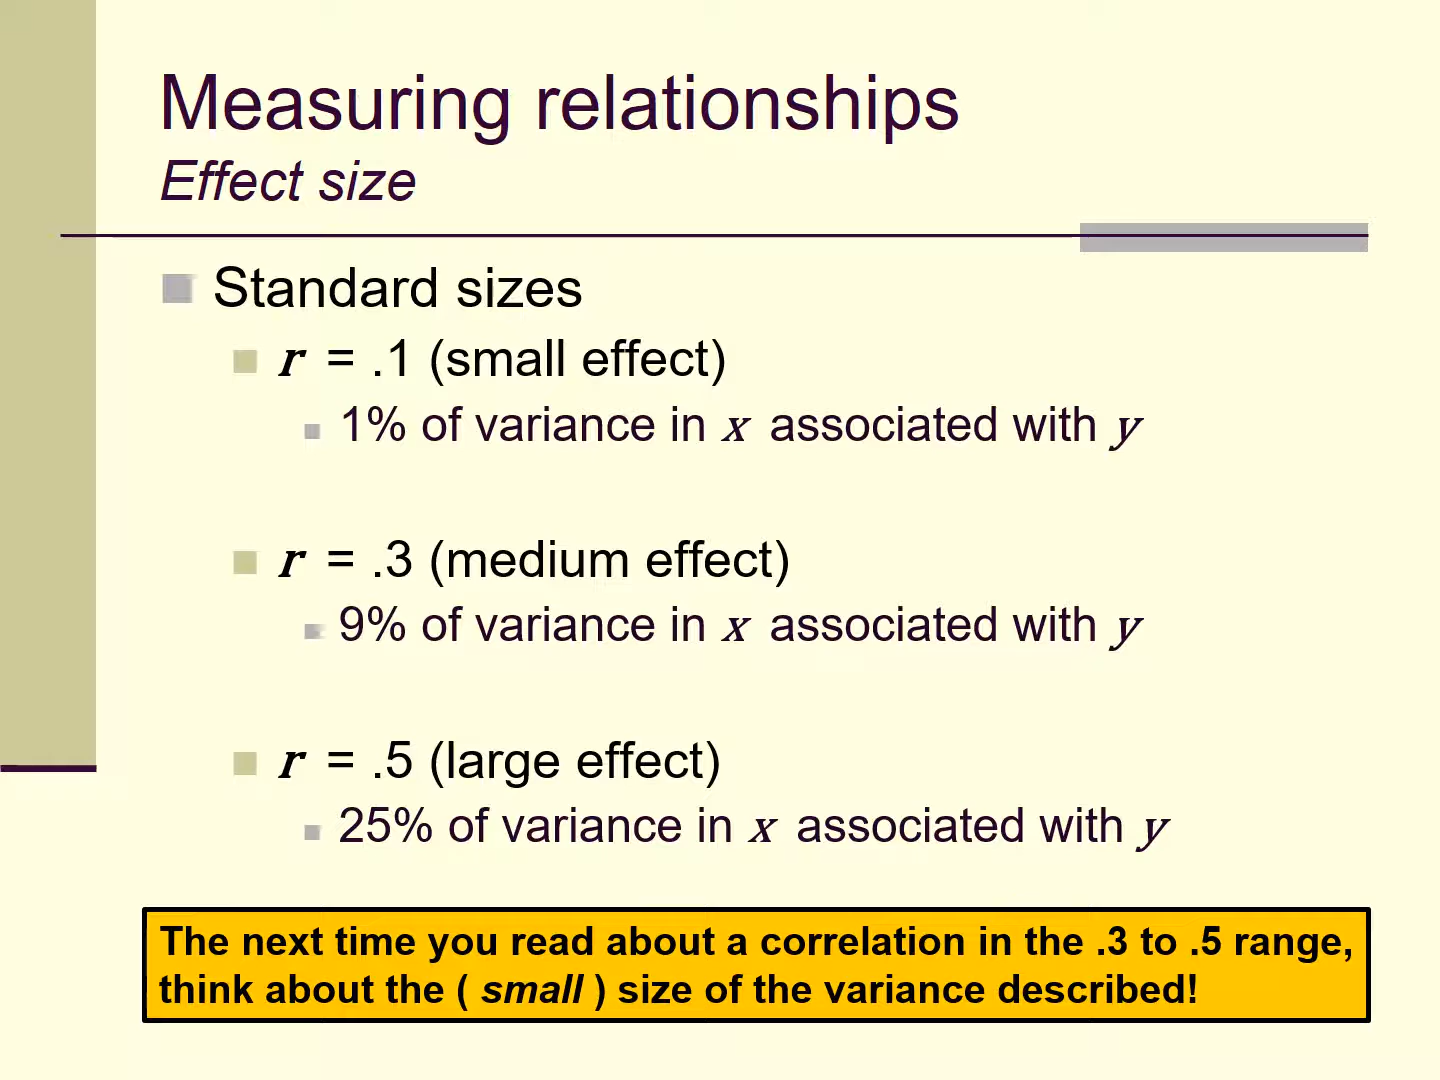 Measuring relationships
Effect size
Standard sizes
r = .1 (small effect)
1% of variance in x associated with y
r = .3 (medium effect)
9% of variance in x associated with y
r = .5 (large effect)
25% of variance in x associated with y
The next time you read about a correlation in the .3 to .5 range,
think about the ( small ) size of the variance described!